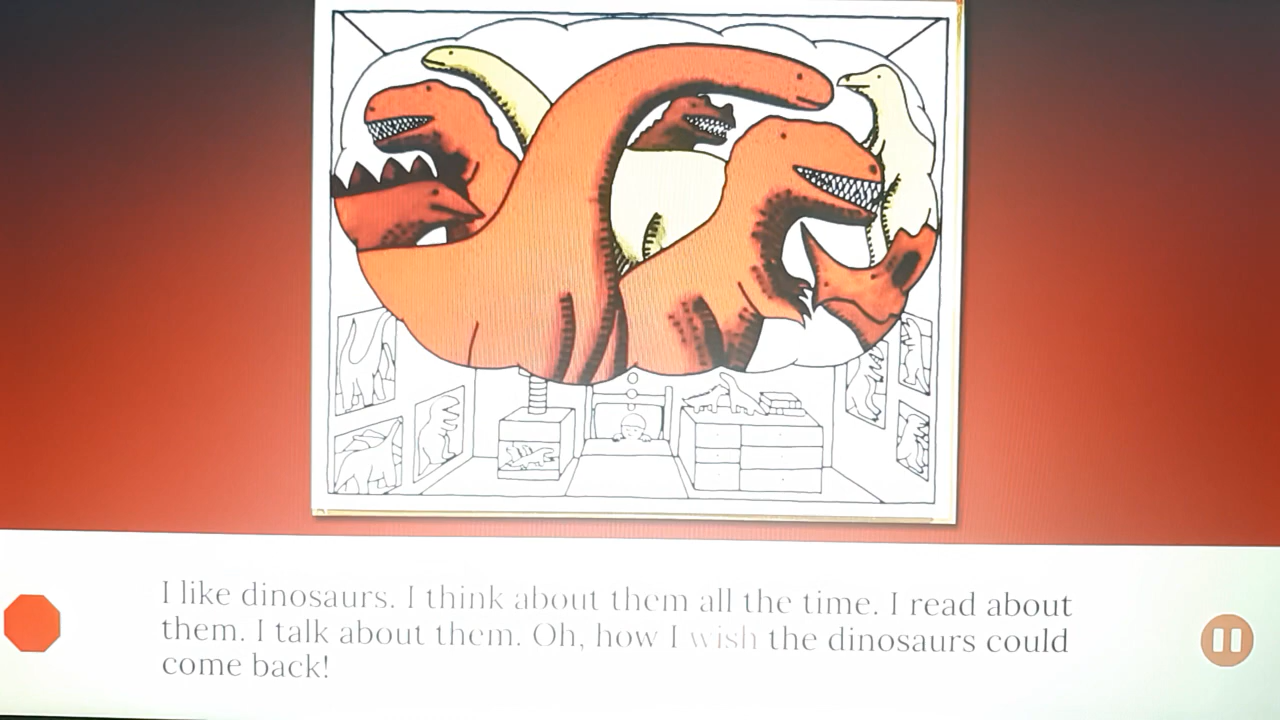 I like dinosaurs. I think about them all the time. I read about
them. I talk about them. Oh, how I wish the dinosaurs could
come back!